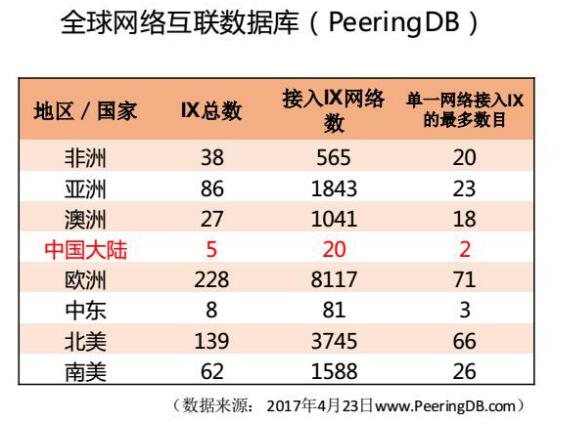 全球网络互联数据库（PeeringDB）
地区／国家 IX总数 接入IX网络数 单一网络接入IX的最多数目
非洲 38 565 20
亚洲 86 1843 23
澳洲 27 1041 18
中国大陆 5 20 2
欧洲 228 8117 71
中东 8 81 3
北美 139 3745 66
南美 62 1588 26
（数据来源： 2017年4月23日www.PeeringDB.com）